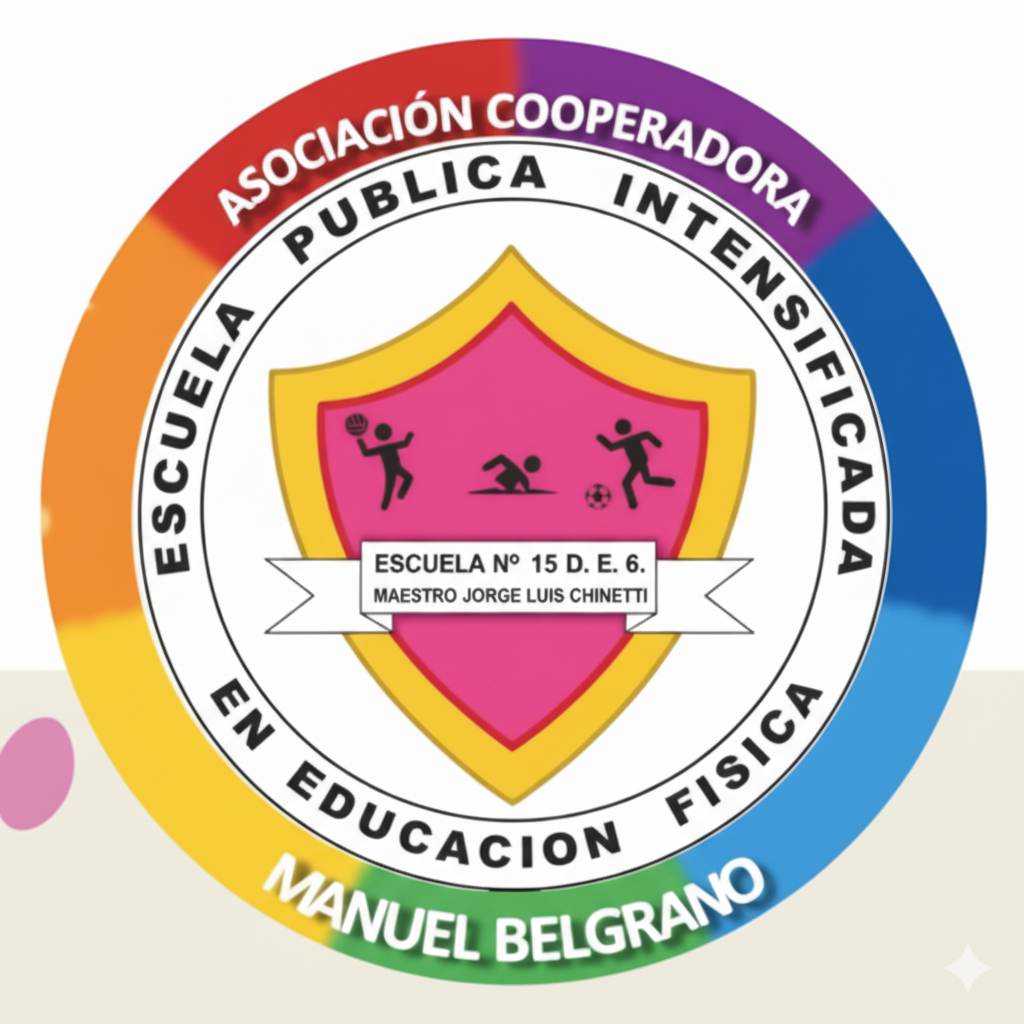 ASOCIACIÓN COOPERADORA
ESCUELA PUBLICA INTENSIFICADA
ESCUELA Nº 15 D. E. 6.
MAESTRO JORGE LUIS CHINETTI
EN EDUCACION FISICA
MANUEL BELGRANO